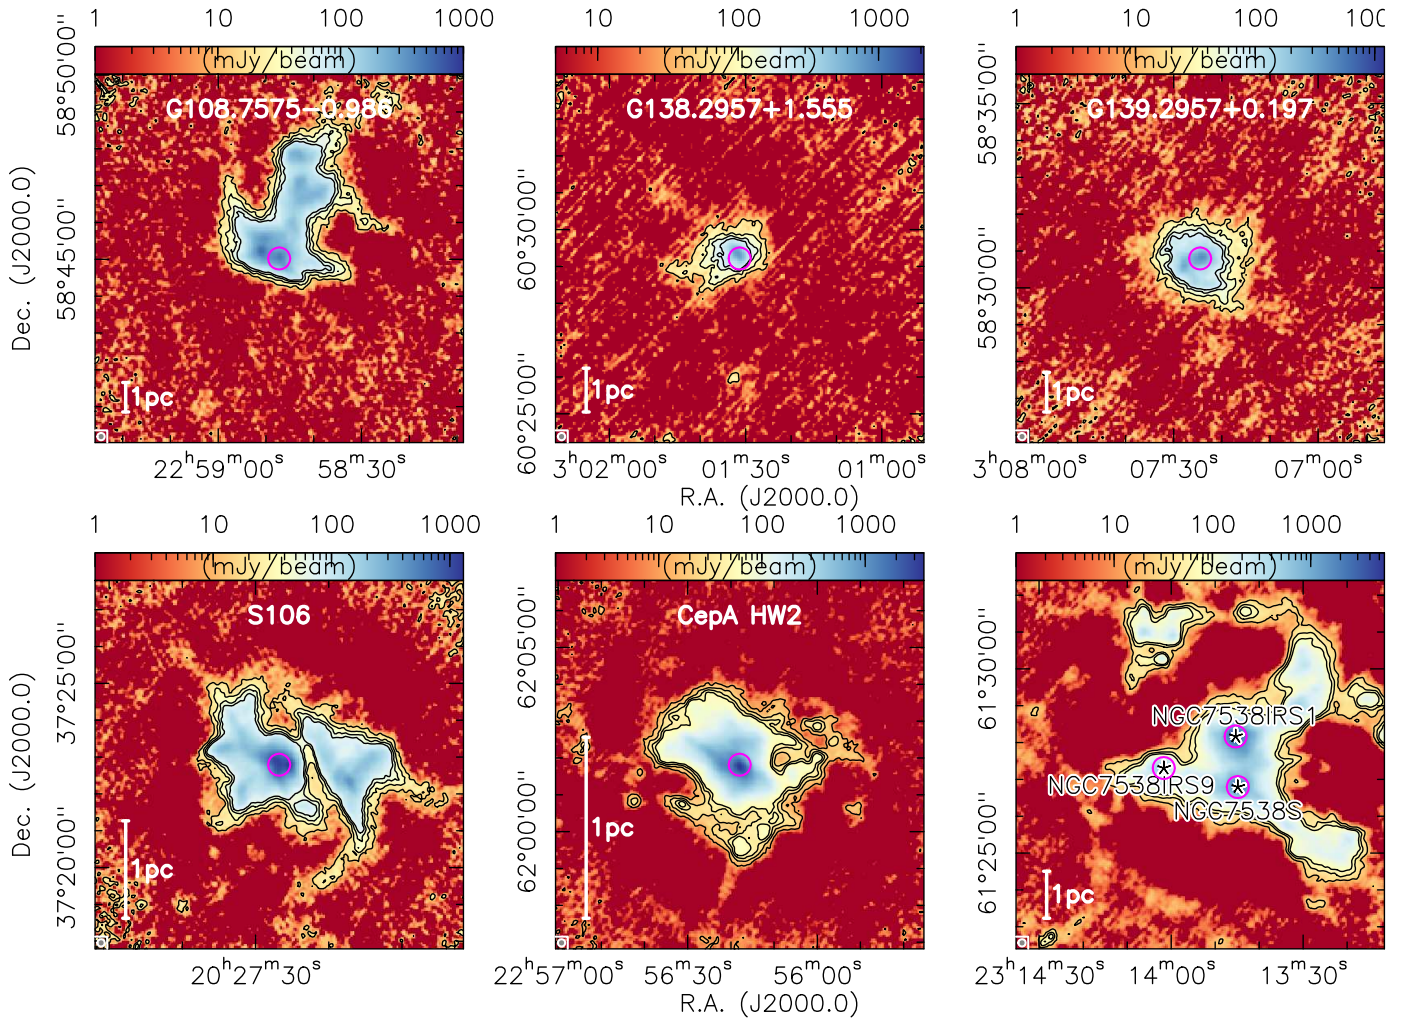 1 10 100 1000
10 100 1000
1 10 100
(mJy/beam)
(mJy/beam)
(mJy/beam)
G108.7575−0.986
G138.2957+1.555
G139.2957+0.197
Dec. (J2000.0)
58°50'00"
58°45'00"
60°30'00"
60°25'00"
58°35'00"
58°30'00"
1pc
1pc
1pc
22ʰ59ᵐ00ˢ 58ᵐ30ˢ
3ʰ02ᵐ00ˢ 01ᵐ30ˢ 01ᵐ00ˢ
3ʰ08ᵐ00ˢ 07ᵐ30ˢ 07ᵐ00ˢ
R.A. (J2000.0)
1 10 100 1000
1 10 100 1000
1 10 100 1000
(mJy/beam)
(mJy/beam)
(mJy/beam)
S106
CepA HW2
NGC7538IRS1
NGC7538IRS9
NGC7538S
Dec. (J2000.0)
37°25'00"
37°20'00"
62°05'00"
62°00'00"
61°30'00"
61°25'00"
1pc
1pc
1pc
20ʰ27ᵐ30ˢ
22ʰ57ᵐ00ˢ 56ᵐ30ˢ 56ᵐ00ˢ
23ʰ14ᵐ30ˢ 14ᵐ00ˢ 13ᵐ30ˢ
R.A. (J2000.0)